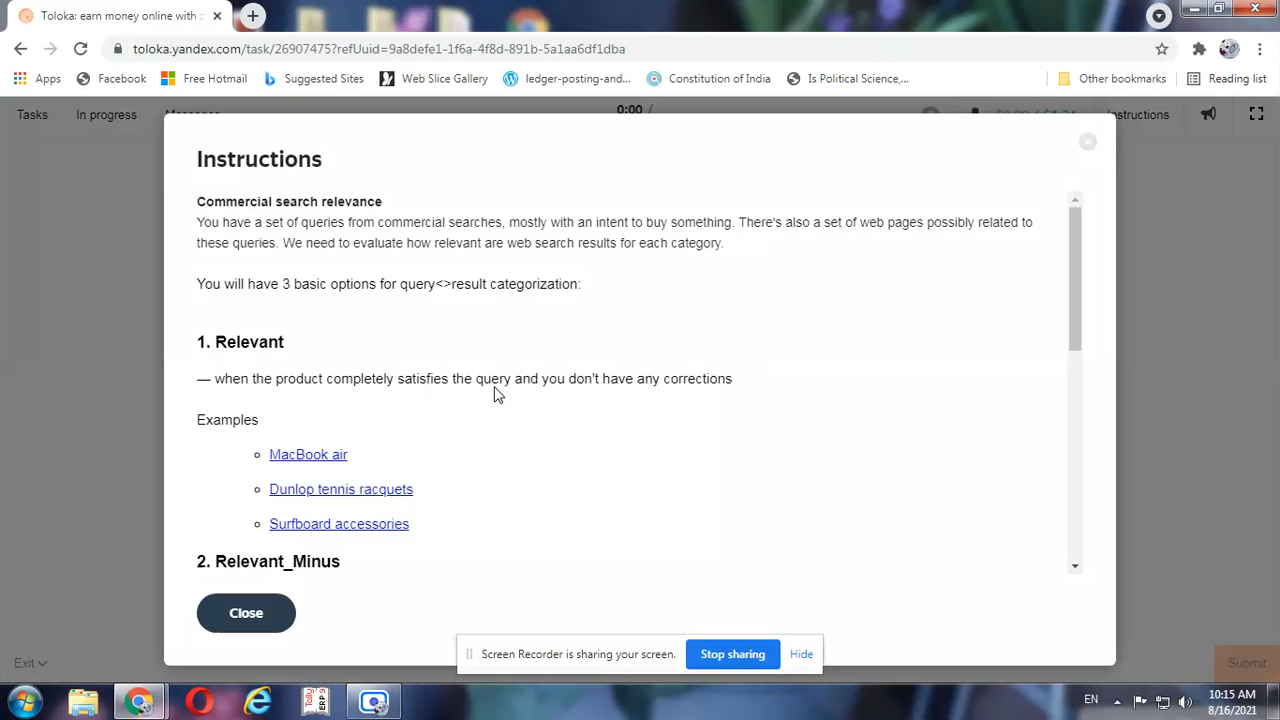 Toloka: earn money online with
toloka.yandex.com/task/26907475?refUuid=9a8defe1-1f6a-4f8d-891b-5a1aa6df1dba
Apps Facebook Free Hotmail Suggested Sites Web Slice Gallery ledger-posting-and... Constitution of India Is Political Science,... Other bookmarks Reading list
Tasks In progress Messages 0:00 / Instructions
Instructions
Commercial search relevance
You have a set of queries from commercial searches, mostly with an intent to buy something. There's also a set of web pages possibly related to
these queries. We need to evaluate how relevant are web search results for each category.
You will have 3 basic options for query<>result categorization:
1. Relevant
— when the product completely satisfies the query and you don't have any corrections
Examples
MacBook air
Dunlop tennis racquets
Surfboard accessories
2. Relevant_Minus
Close
Screen Recorder is sharing your screen. Stop sharing Hide
Exit Submit
EN 10:15 AM
8/16/2021